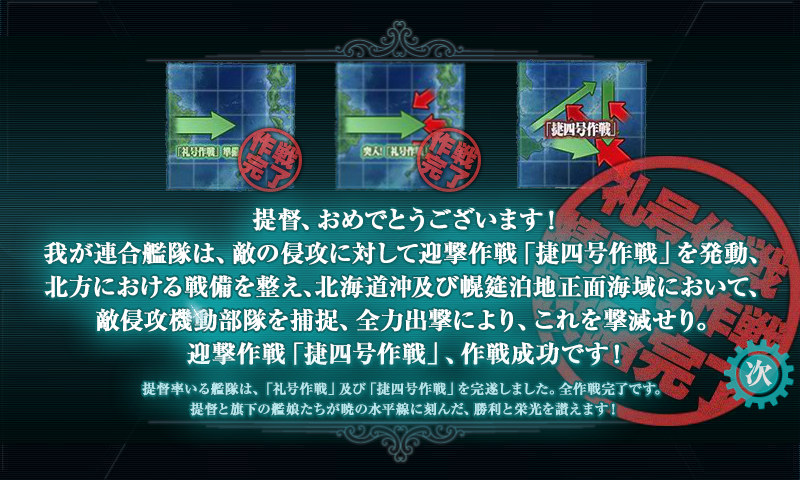 「礼号作戦」準備
作戦
完了
突入!「礼号作戦
作戦
完了
「捷四号作戦」
提督、おめでとうございます!
我が連合艦隊は、敵の侵攻に対して迎撃作戦「捷四号作戦」を発動、
北方における戦備を整え、北海道沖及び幌筵泊地正面海域において、
敵侵攻機動部隊を捕捉、全力出撃により、これを撃滅せり。
迎撃作戦「捷四号作戦」、作戦成功です!
提督率いる艦隊は、「礼号作戦」及び「捷四号作戦」を完遂しました。全作戦完了です。
提督と旗下の艦娘たちが暁の水平線に刻んだ、勝利と栄光を讃えます!
礼号作戦
作戦
完了
次